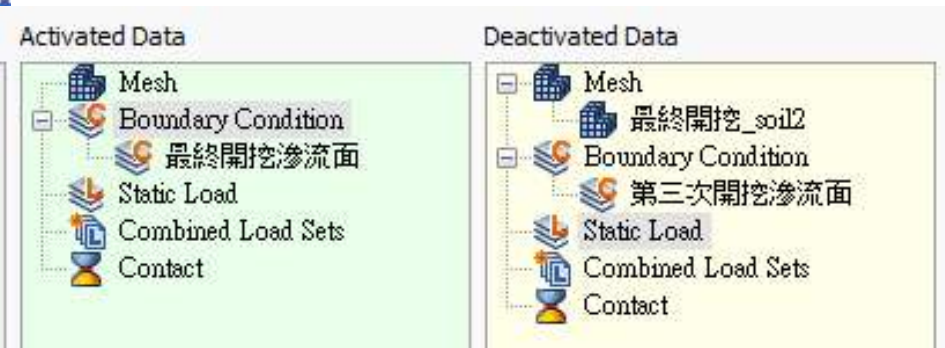 Activated Data
Mesh
Boundary Condition
最終開挖滲流面
Static Load
Combined Load Sets
Contact
Deactivated Data
Mesh
最終開挖_soil2
Boundary Condition
第三次開挖滲流面
Static Load
Combined Load Sets
Contact